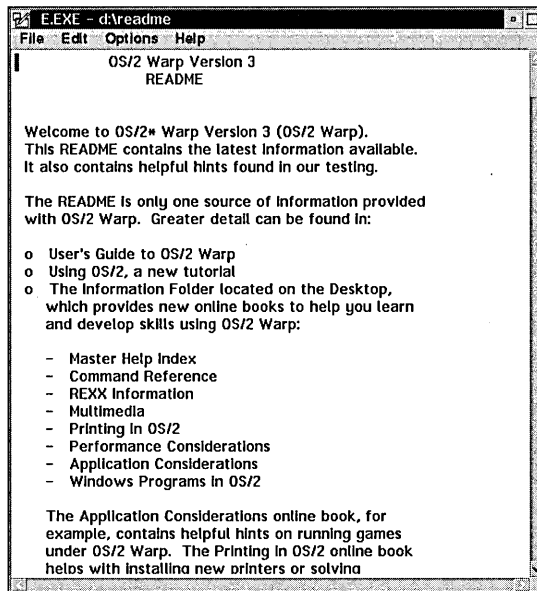 E.EXE - d:\readme
File Edit Options Help
OS/2 Warp Version 3
README
Welcome to OS/2* Warp Version 3 (OS/2 Warp).
This README contains the latest information available.
It also contains helpful hints found in our testing.
The README is only one source of information provided
with OS/2 Warp. Greater detail can be found in:
o User's Guide to OS/2 Warp
o Using OS/2, a new tutorial
o The Information Folder located on the Desktop,
which provides new online books to help you learn
and develop skills using OS/2 Warp:
- Master Help Index
- Command Reference
- REXX Information
- Multimedia
- Printing in OS/2
- Performance Considerations
- Application Considerations
- Windows Programs in OS/2
The Application Considerations online book, for
example, contains helpful hints on running games
under OS/2 Warp. The Printing in OS/2 online book
helps with installing new printers or solving